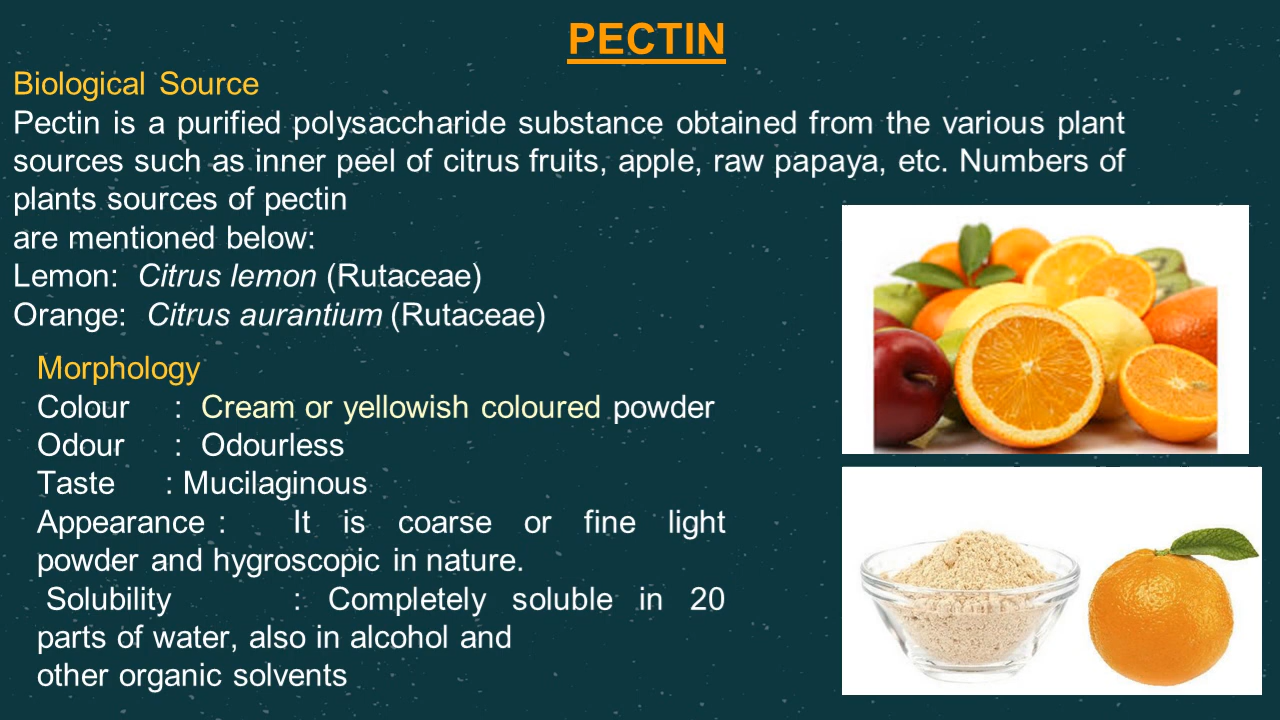 PECTIN
Biological Source
Pectin is a purified polysaccharide substance obtained from the various plant
sources such as inner peel of citrus fruits, apple, raw papaya, etc. Numbers of
plants sources of pectin
are mentioned below:
Lemon: Citrus lemon (Rutaceae)
Orange: Citrus aurantium (Rutaceae)
Morphology
Colour : Cream or yellowish coloured powder
Odour : Odourless
Taste : Mucilaginous
Appearance : It is coarse or fine light
powder and hygroscopic in nature.
Solubility : Completely soluble in 20
parts of water, also in alcohol and
other organic solvents